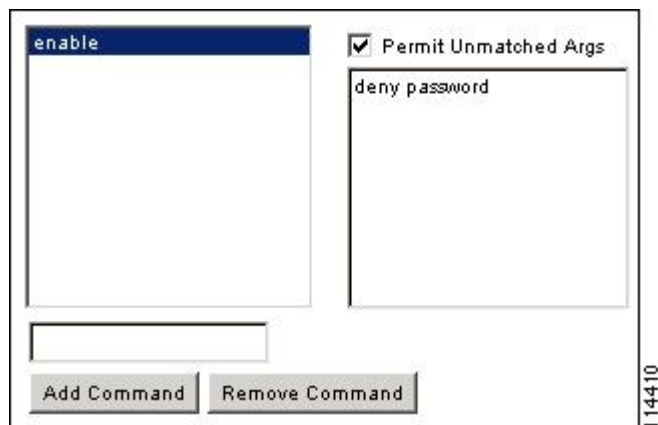 enable
Permit Unmatched Args
deny password
Add Command
Remove Command
114410